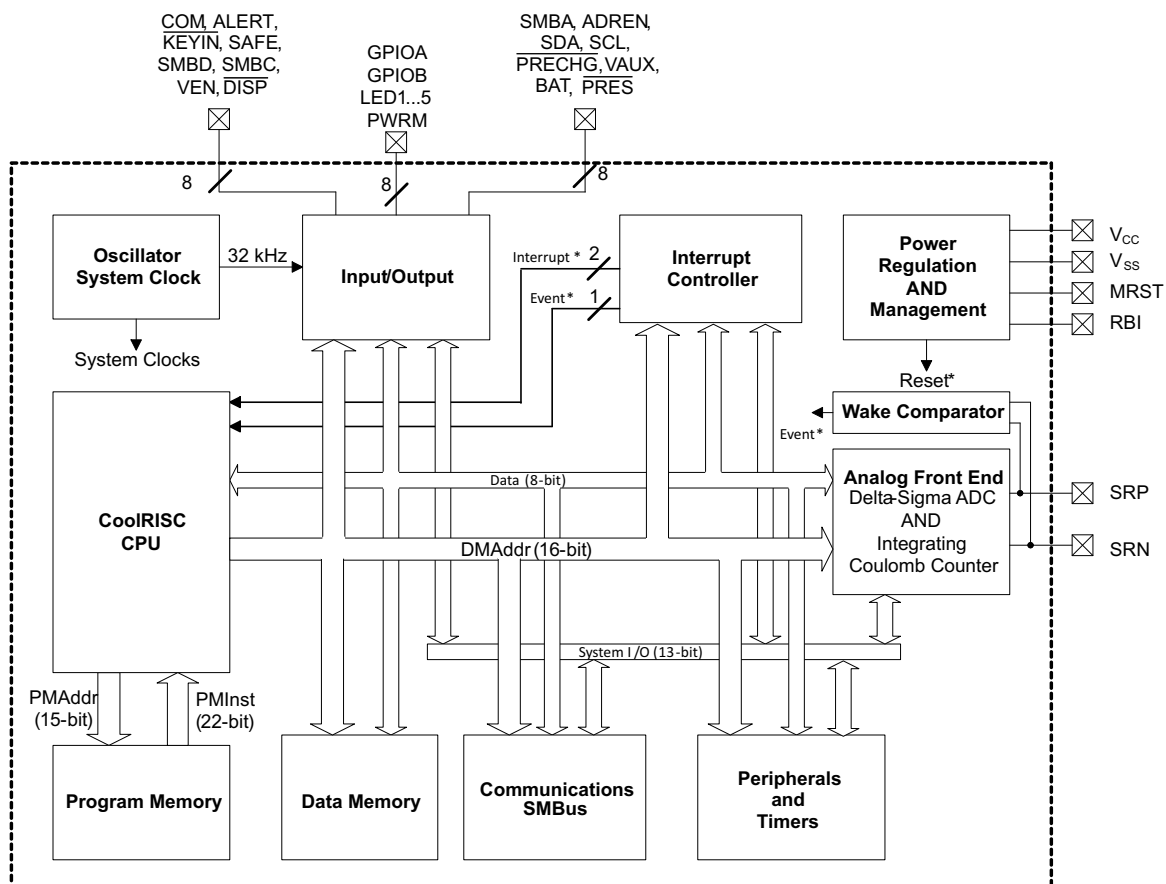 COM, ALERT,
KEYIN, SAFE,
SMBD, SMBC,
VEN, DISP
GPIOA
GPIOB
LED1...5
PWRM
SMBA, ADREN,
SDA, SCL,
PRECHG, VAUX,
BAT, PRES
8
8
8
Oscillator
System Clock
32 kHz
Input/Output
Interrupt *
2
Event*
1
Interrupt
Controller
Power
Regulation
AND
Management
VCC
VSS
MRST
RBI
System Clocks
Reset*
Wake Comparator
Event*
CoolRISC
CPU
Data (8-bit)
DMAddr (16-bit)
Analog Front End
Delta-Sigma ADC
AND
Integrating
Coulomb Counter
SRP
SRN
System I/O (13-bit)
PMAddr
(15-bit)
PMInst
(22-bit)
Program Memory
Data Memory
Communications
SMBus
Peripherals
and
Timers